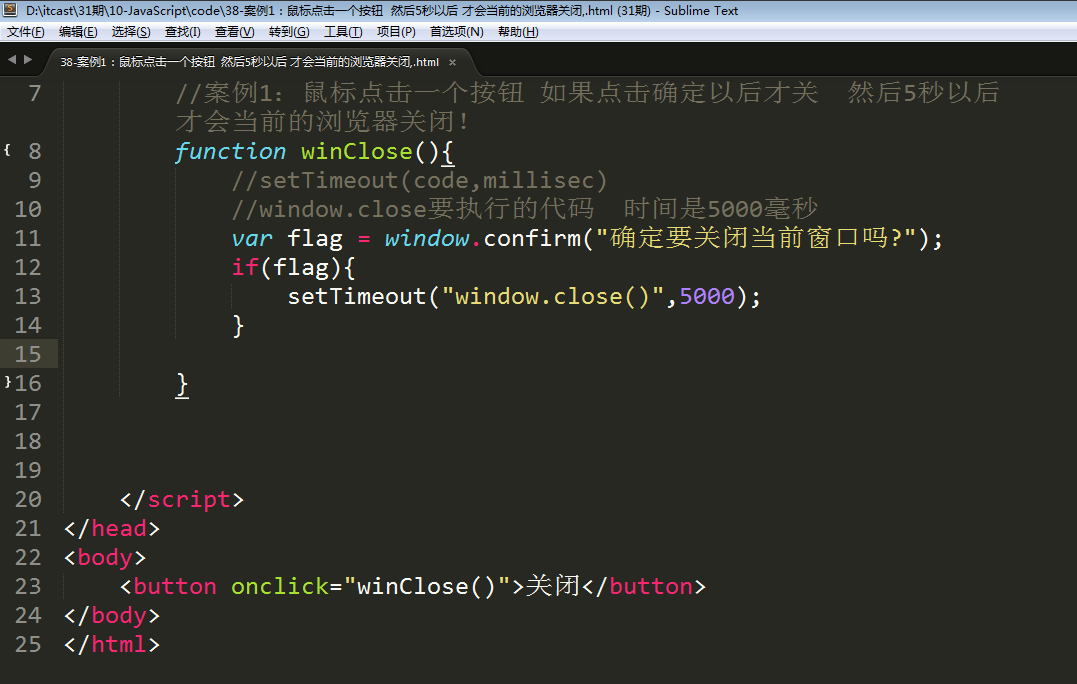 D:\itcast\31期\10-JavaScript\code\38-案例1：鼠标点击一个按钮 然后5秒以后 才会当前的浏览器关闭,.html (31期) - Sublime Text
文件(F) 编辑(E) 选择(S) 查找(I) 查看(V) 转到(G) 工具(T) 项目(P) 首选项(N) 帮助(H)
38-案例1：鼠标点击一个按钮 然后5秒以后 才会当前的浏览器关闭,.html ×
7 //案例1：鼠标点击一个按钮 如果点击确定以后才关 然后5秒以后
才会当前的浏览器关闭！
{ 8 function winClose(){
9 //setTimeout(code,millisec)
10 //window.close要执行的代码 时间是5000毫秒
11 var flag = window.confirm("确定要关闭当前窗口吗?");
12 if(flag){
13 setTimeout("window.close()",5000);
14 }
15
}16 }
17
18
19
20 </script>
21 </head>
22 <body>
23 <button onclick="winClose()">关闭</button>
24 </body>
25 </html>